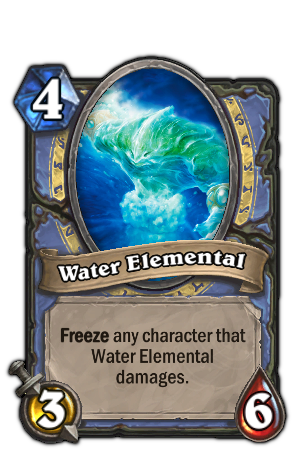 4
Water Elemental
Freeze any character that
Water Elemental
damages.
3
6